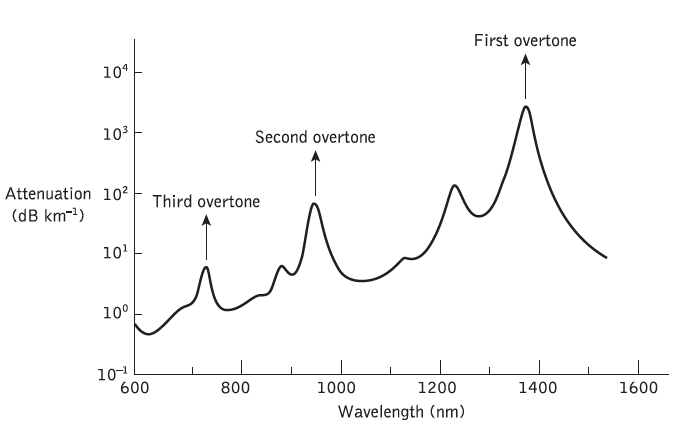 First overtone
10⁴
10³
Second overtone
10²
Attenuation
(dB km⁻¹)
Third overtone
10¹
10⁰
10⁻¹
600 800 1000 1200 1400 1600
Wavelength (nm)